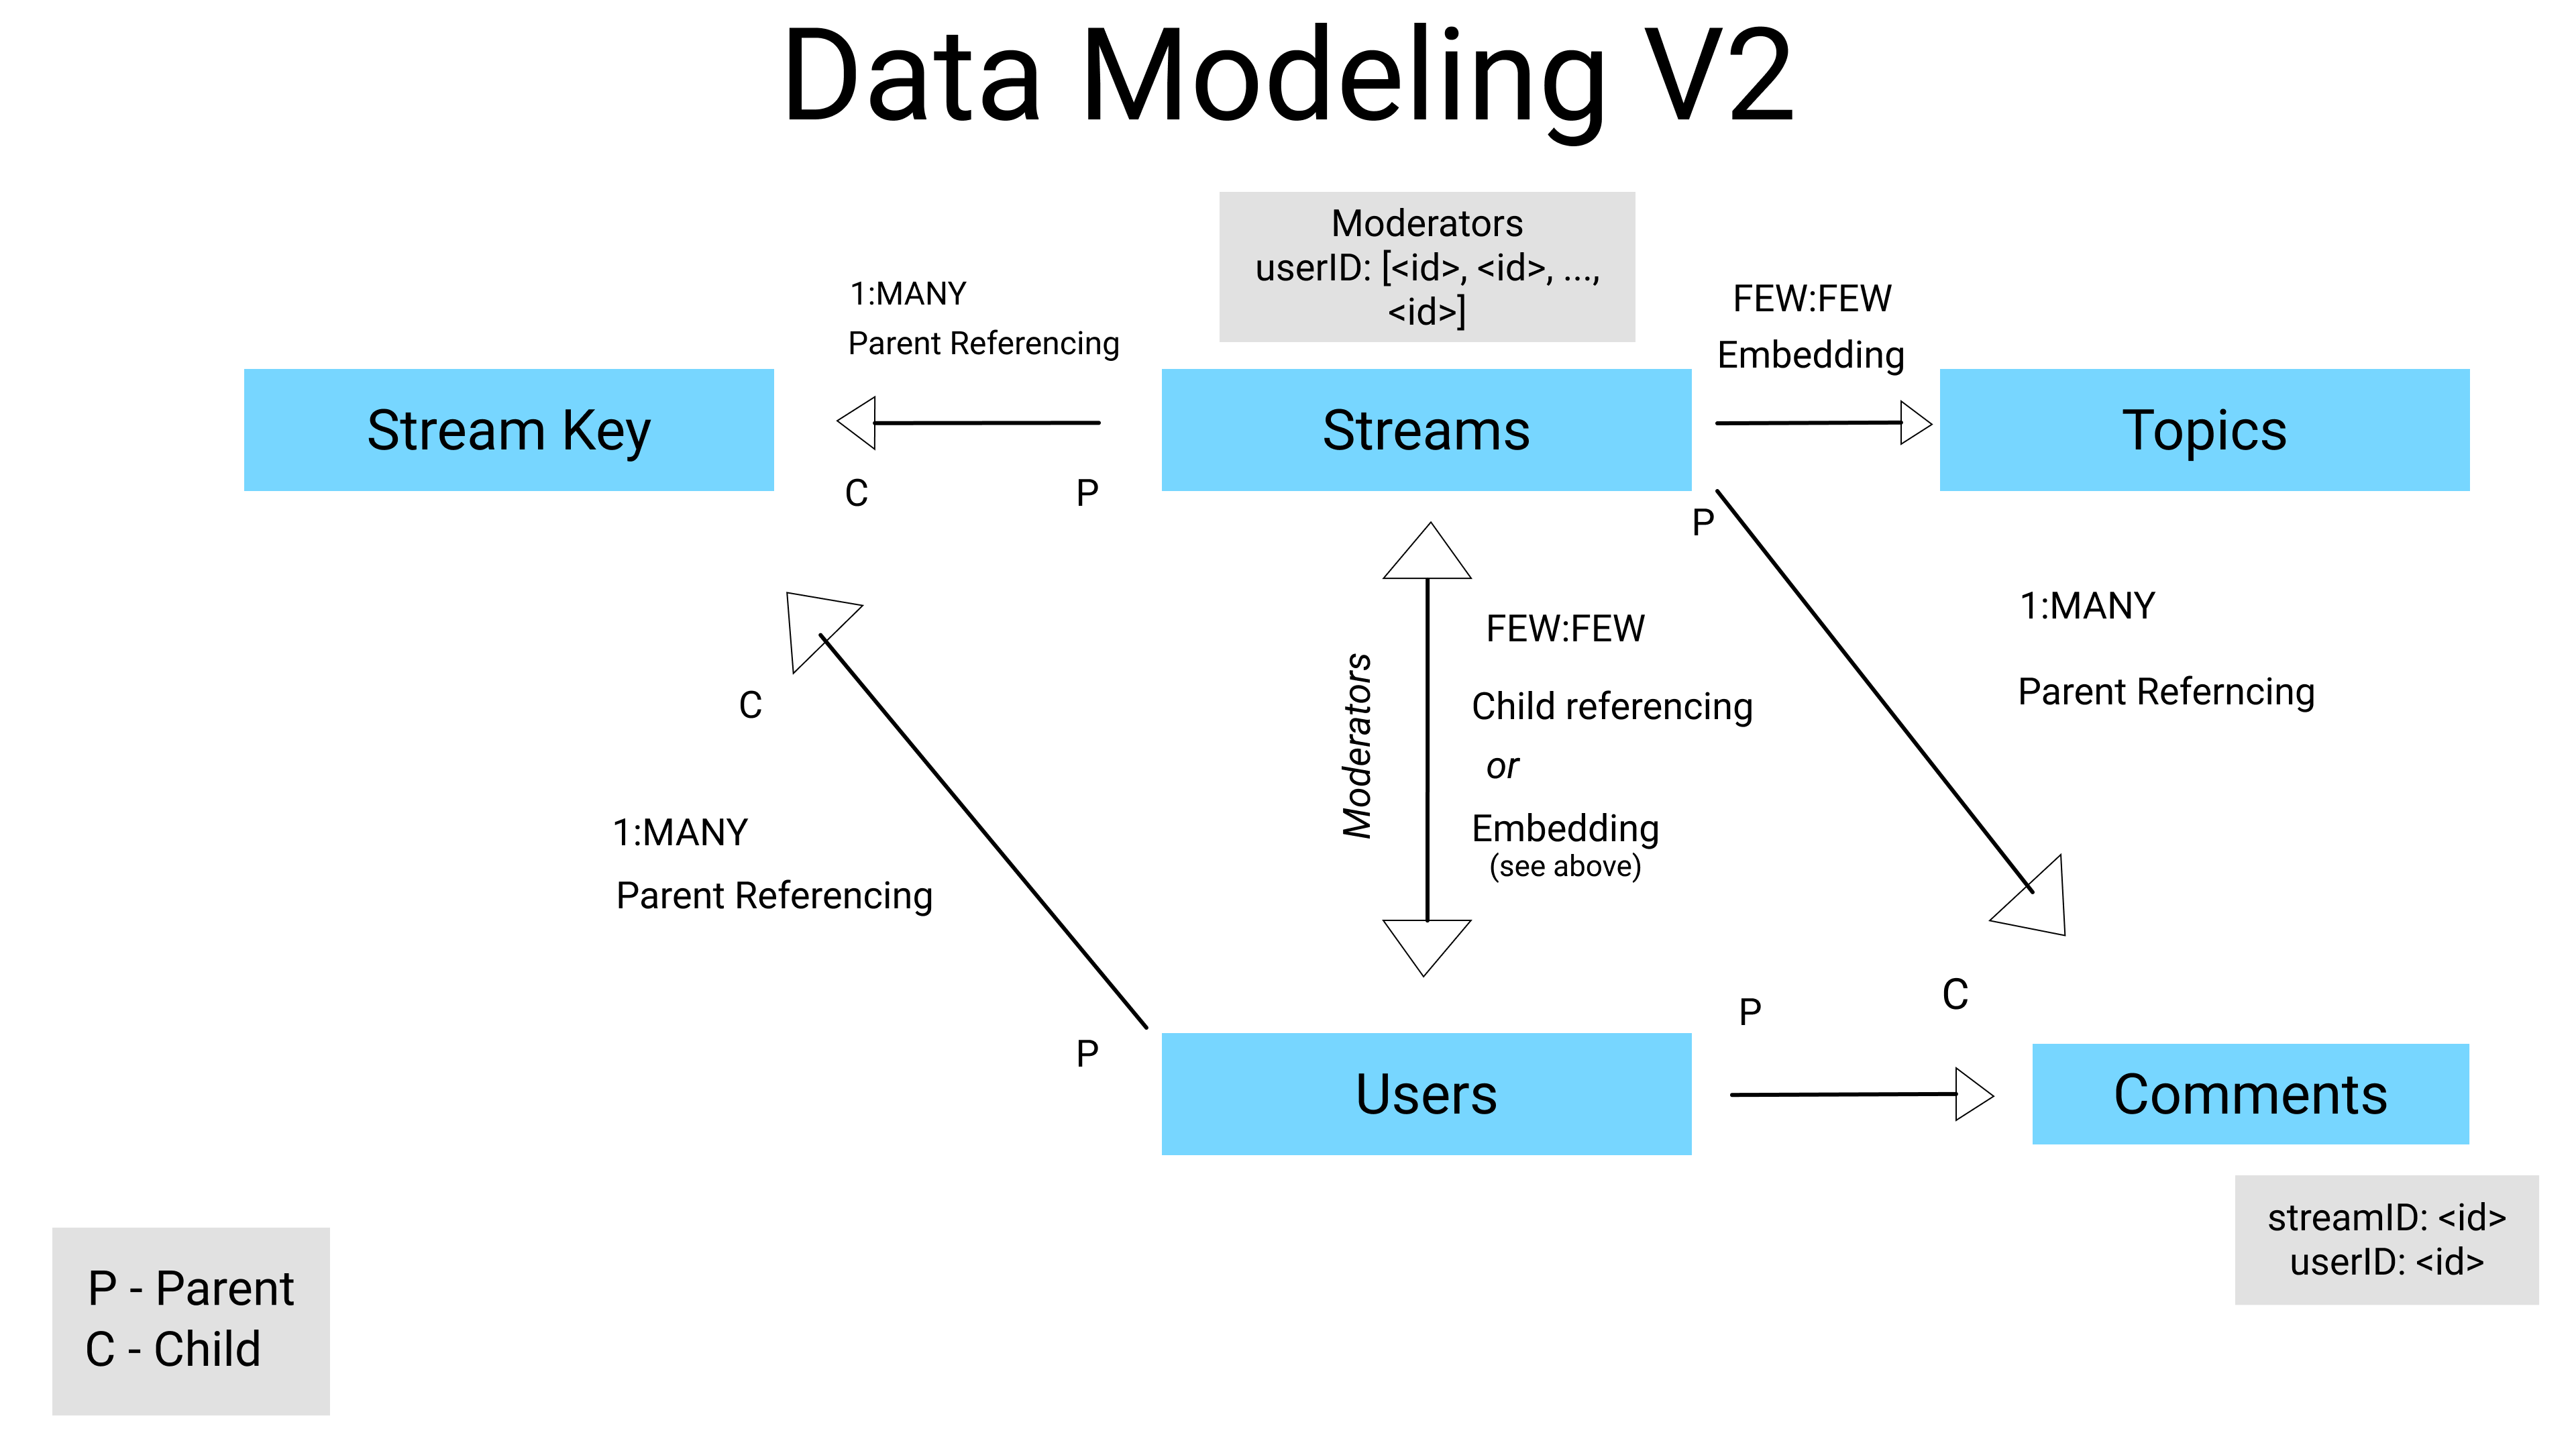 Data Modeling V2
Moderators
userID: [<id>, <id>, ...,
<id>]
1:MANY
Parent Referencing
FEW:FEW
Embedding
Stream Key
Streams
Topics
C
P
P
Moderators
FEW:FEW
Child referencing
or
Embedding
(see above)
1:MANY
Parent Referncing
C
1:MANY
Parent Referencing
P
P
C
Users
Comments
streamID: <id>
userID: <id>
P - Parent
C - Child